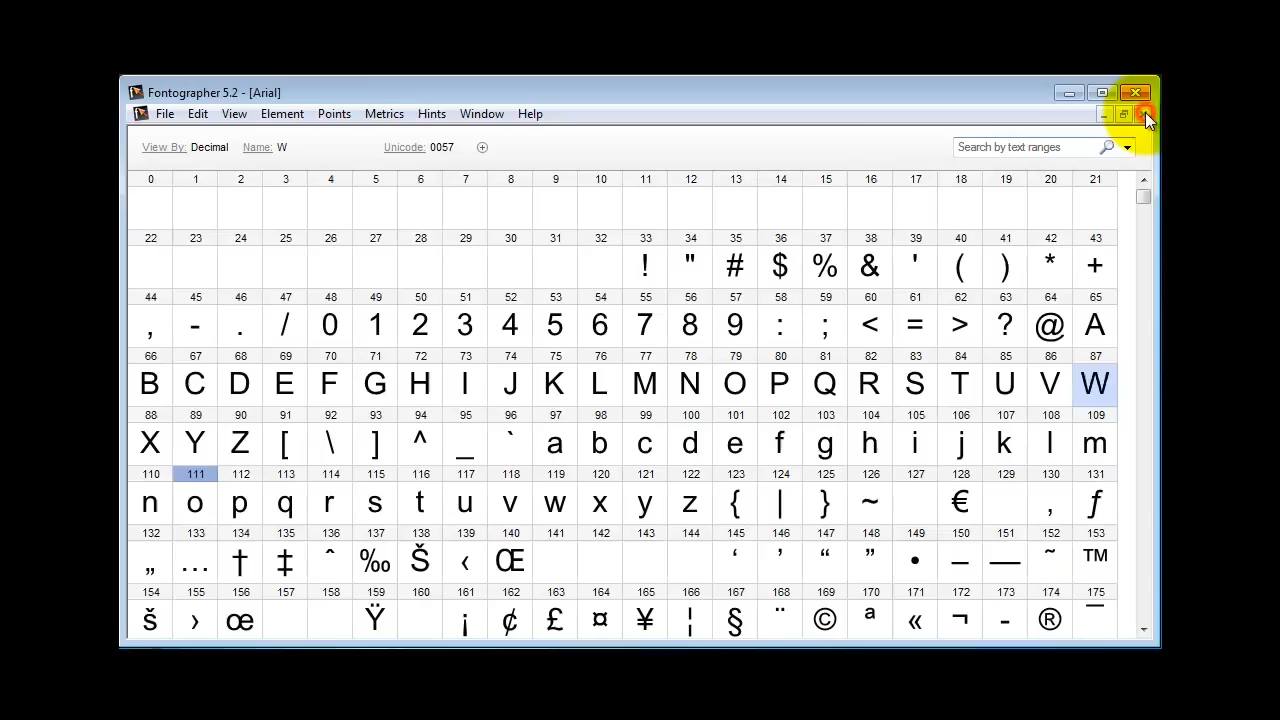 Fontographer 5.2 - [Arial]
File Edit View Element Points Metrics Hints Window Help
View By: Decimal Name: W Unicode: 0057 Search by text ranges
0 1 2 3 4 5 6 7 8 9 10 11 12 13 14 15 16 17 18 19 20 21
22 23 24 25 26 27 28 29 30 31 32 33 34 35 36 37 38 39 40 41 42 43
! " # $ % & ' ( ) * +
44 45 46 47 48 49 50 51 52 53 54 55 56 57 58 59 60 61 62 63 64 65
, - . / 0 1 2 3 4 5 6 7 8 9 : ; < = > ? @ A
66 67 68 69 70 71 72 73 74 75 76 77 78 79 80 81 82 83 84 85 86 87
B C D E F G H I J K L M N O P Q R S T U V W
88 89 90 91 92 93 94 95 96 97 98 99 100 101 102 103 104 105 106 107 108 109
X Y Z [ \ ] ^ _ ` a b c d e f g h i j k l m
110 111 112 113 114 115 116 117 118 119 120 121 122 123 124 125 126 127 128 129 130 131
n o p q r s t u v w x y z { | } ~ € ‚ ƒ
132 133 134 135 136 137 138 139 140 141 142 143 144 145 146 147 148 149 150 151 152 153
„ … † ‡ ˆ ‰ Š ‹ Œ ‘ ’ “ ” • – — ˜ ™
154 155 156 157 158 159 160 161 162 163 164 165 166 167 168 169 170 171 172 173 174 175
š › œ Ÿ ¡ ¢ £ ¤ ¥ ¦ § ¨ © ª « ¬ - ® ¯